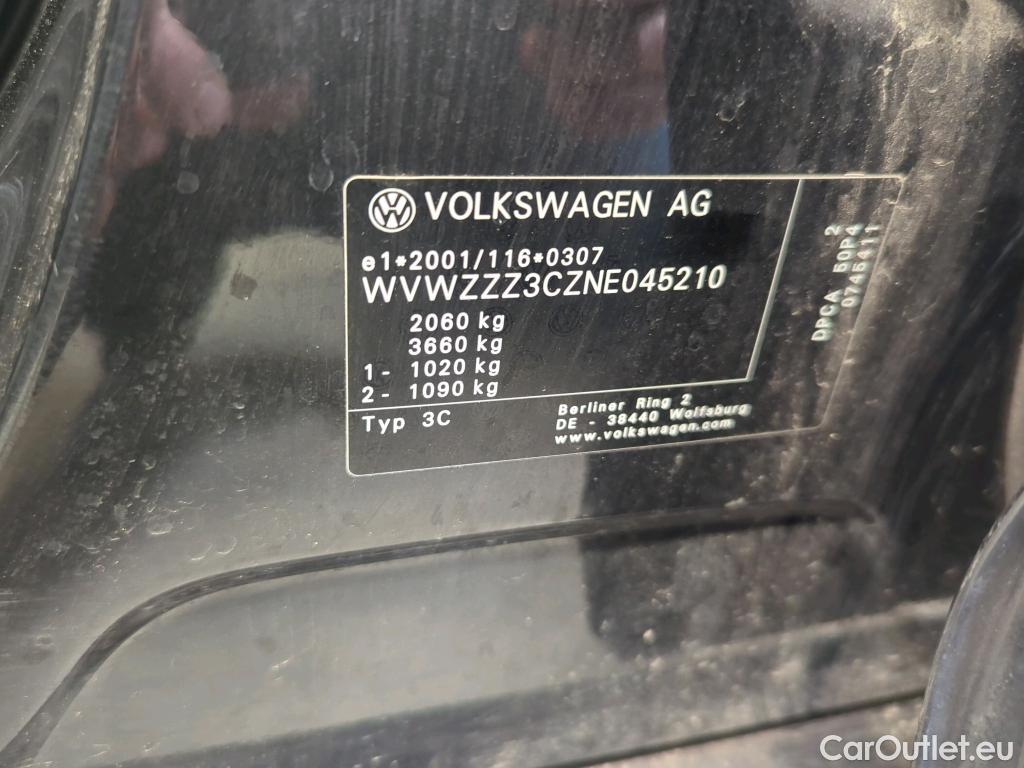 VOLKSWAGEN AG
e1*2001/116*0307
WVWZZZ3CZNE045210
2060 kg
3660 kg
1- 1020 kg
2- 1090 kg
Typ 3C
Berliner Ring 2
DE - 38440 Wolfsburg
www.volkswagen.com
2
DPCA 50P4
0745411
CarOutlet.eu